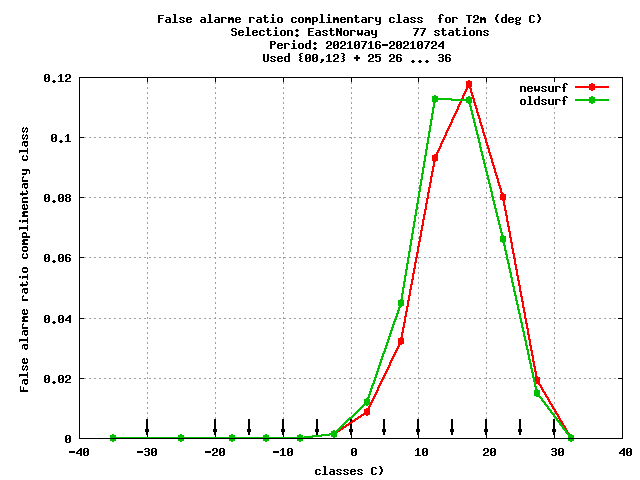 False alarme ratio complimentary class  for T2m (deg C)
Selection: EastNorway     77 stations
Period: 20210716-20210724
Used {00,12} + 25 26 ... 36
newsurf
oldsurf
False alarme ratio complimentary class
0.12
0.1
0.08
0.06
0.04
0.02
0
-40 -30 -20 -10 0 10 20 30 40
classes C)